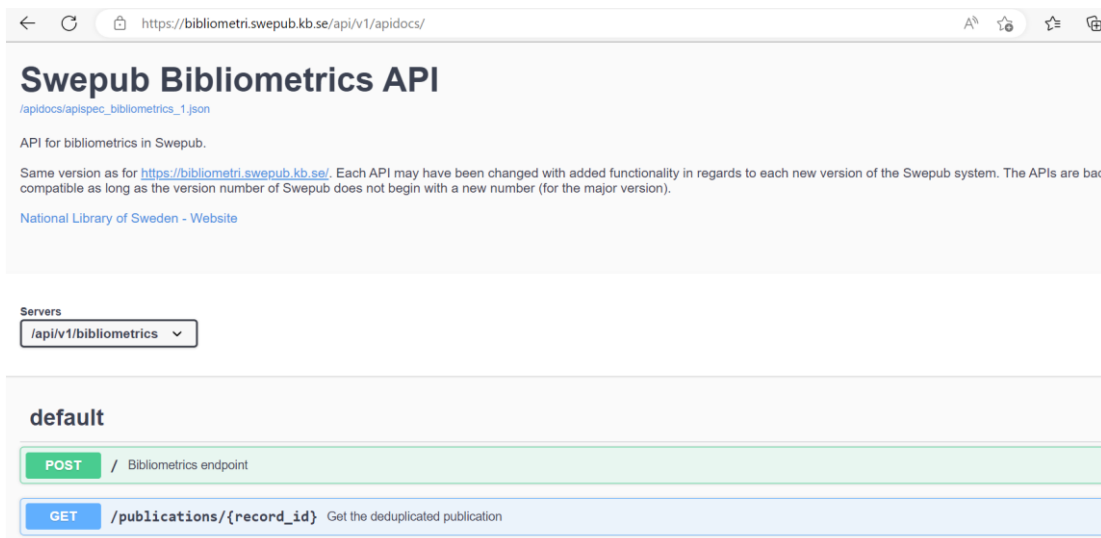 https://bibliometri.swepub.kb.se/api/v1/apidocs/
Swepub Bibliometrics API
/apidocs/apispec_bibliometrics_1.json
API for bibliometrics in Swepub.
Same version as for https://bibliometri.swepub.kb.se/. Each API may have been changed with added functionality in regards to each new version of the Swepub system. The APIs are bac
compatible as long as the version number of Swepub does not begin with a new number (for the major version).
National Library of Sweden - Website
Servers
/api/v1/bibliometrics
default
POST / Bibliometrics endpoint
GET /publications/{record_id} Get the deduplicated publication